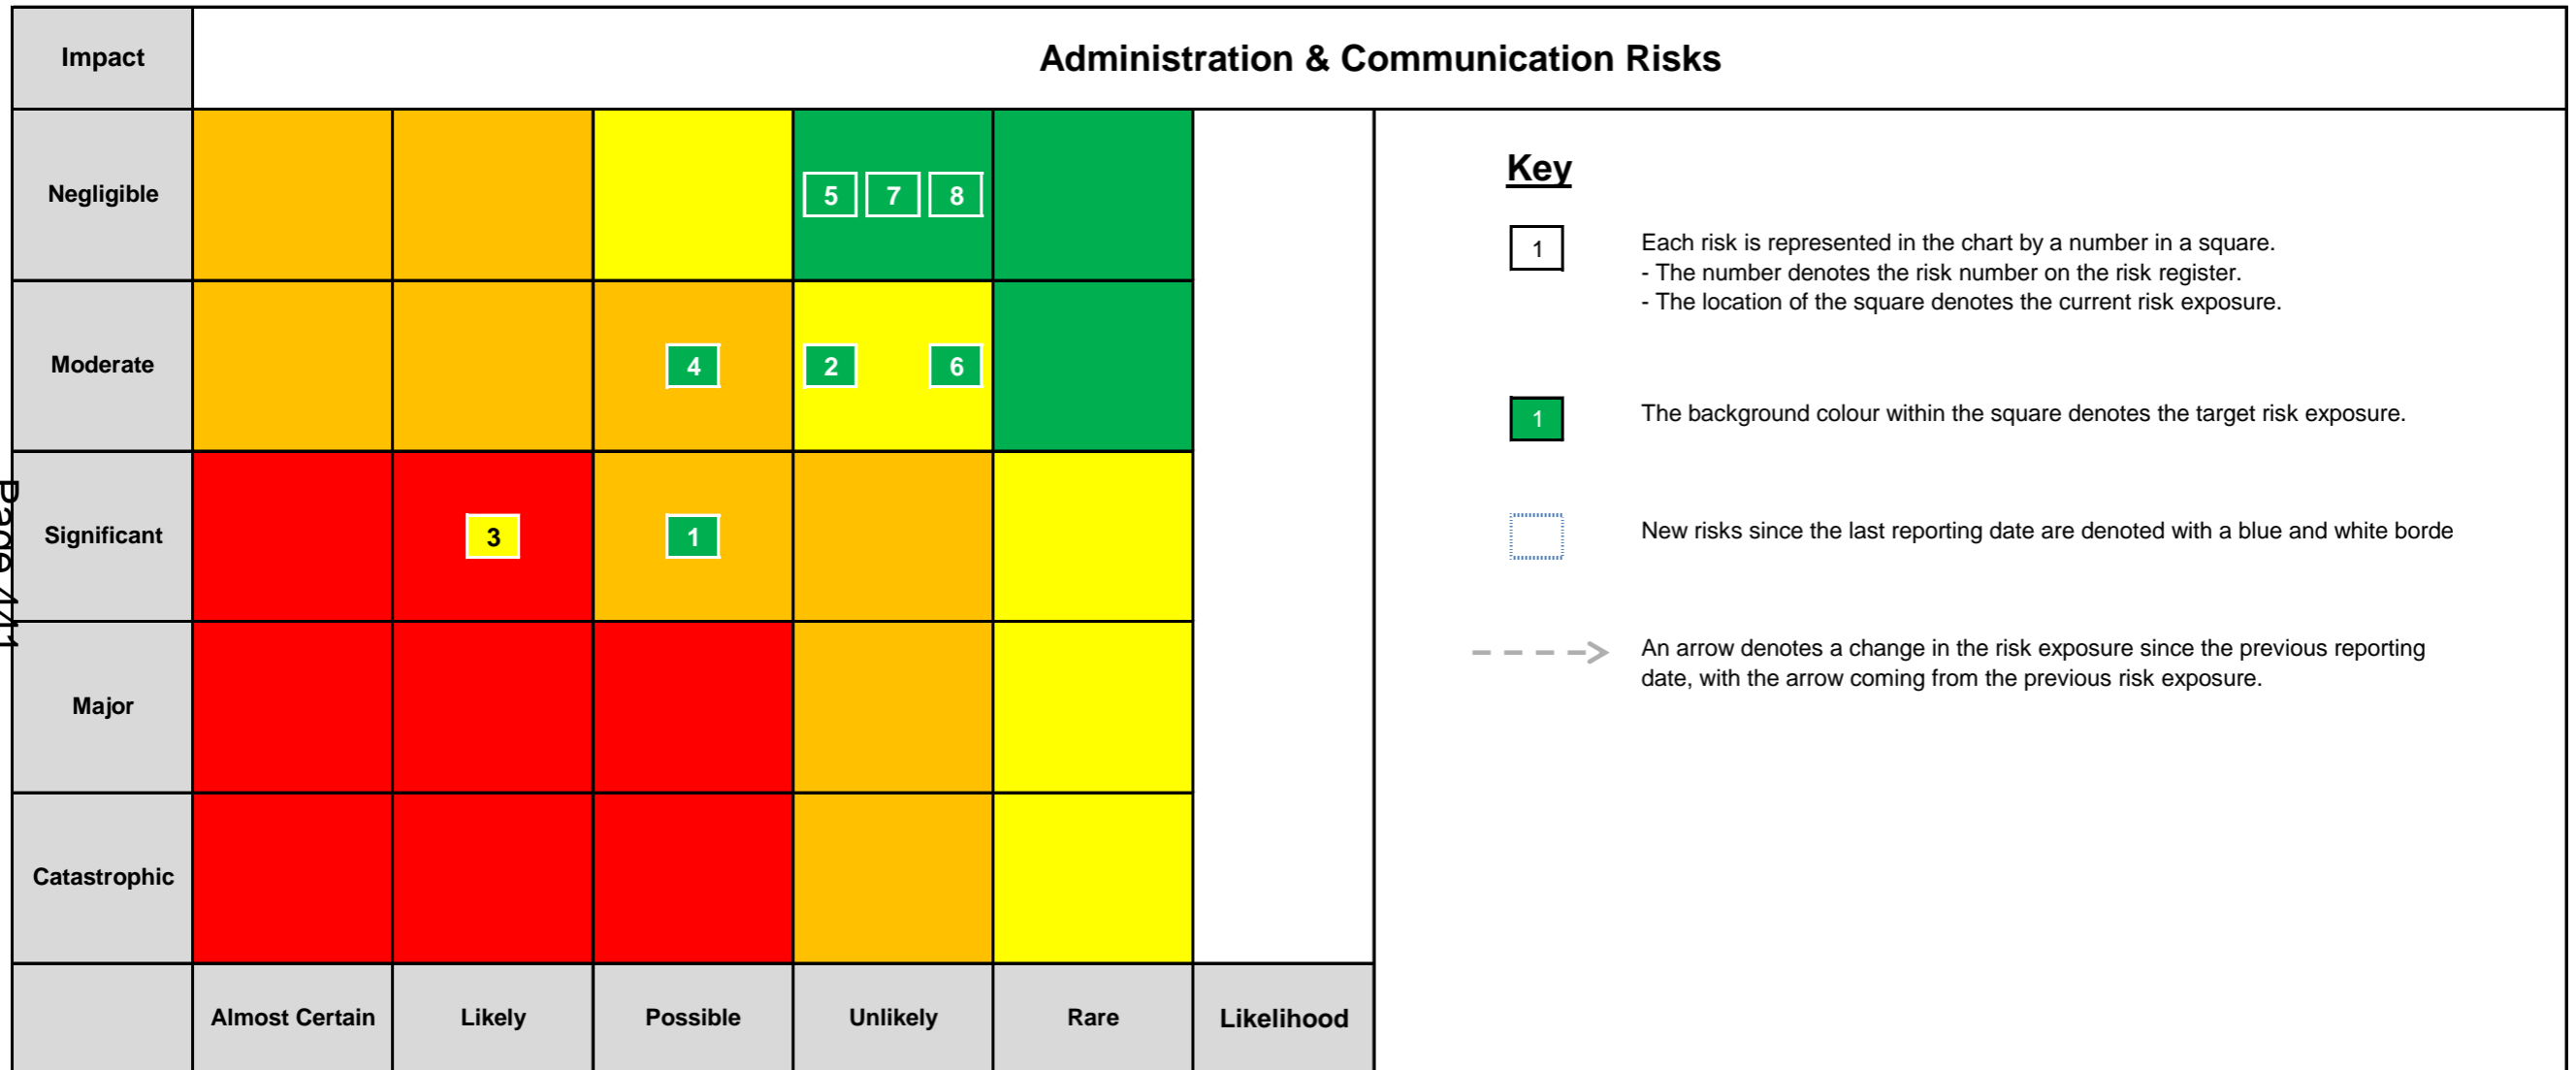 Impact
Administration & Communication Risks
Negligible
5 7 8
Moderate
4
2
6
Significant
3
1
Major
Catastrophic
Almost Certain
Likely
Possible
Unlikely
Rare
Likelihood
Key
1
Each risk is represented in the chart by a number in a square.
- The number denotes the risk number on the risk register.
- The location of the square denotes the current risk exposure.
1
The background colour within the square denotes the target risk exposure.
New risks since the last reporting date are denoted with a blue and white borde
An arrow denotes a change in the risk exposure since the previous reporting
date, with the arrow coming from the previous risk exposure.
Page